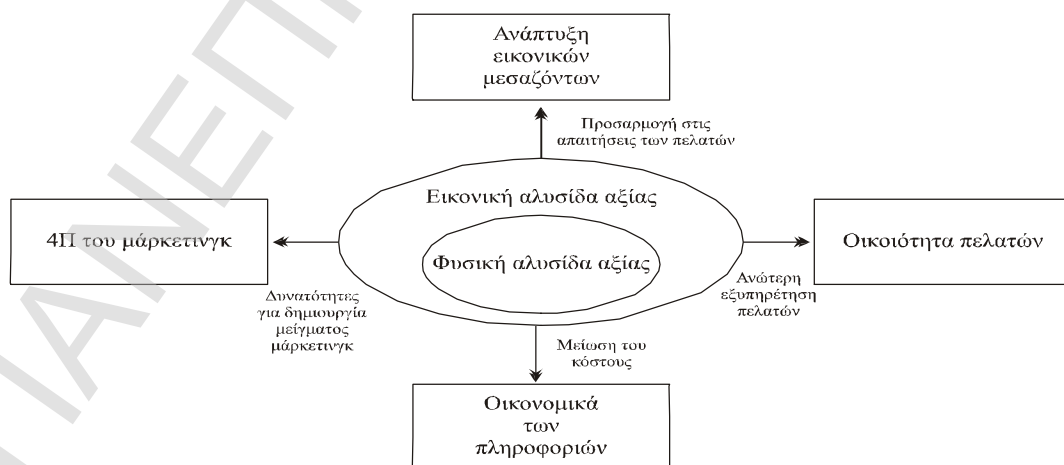 Ανάπτυξη
εικονικών
μεσαζόντων
Προσαρμογή στις
απαιτήσεις των πελατών
Εικονική αλυσίδα αξίας
4Π του μάρκετινγκ
Οικοιότητα πελατών
Φυσική αλυσίδα αξίας
Δυνατότητες
για δημιουργία
μείγματος
μάρκετινγκ
Ανώτερη
εξυπηρέτηση
πελατών
Μείωση του
κόστους
Οικονομικά
των
πληροφοριών